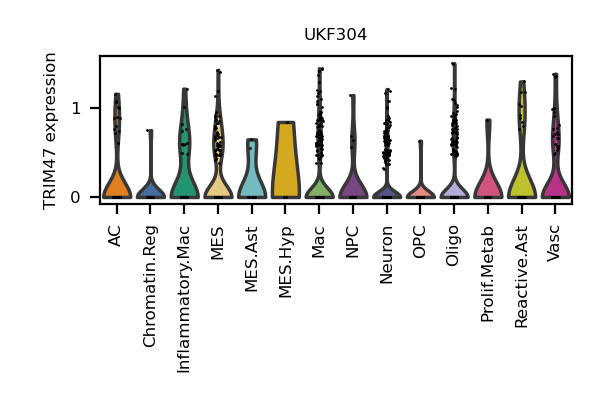 UKF304
TRIM47 expression
1
0
AC
Chromatin.Reg
Inflammatory.Mac
MES
MES.Ast
MES.Hyp
Mac
NPC
Neuron
OPC
Oligo
Prolif.Metab
Reactive.Ast
Vasc